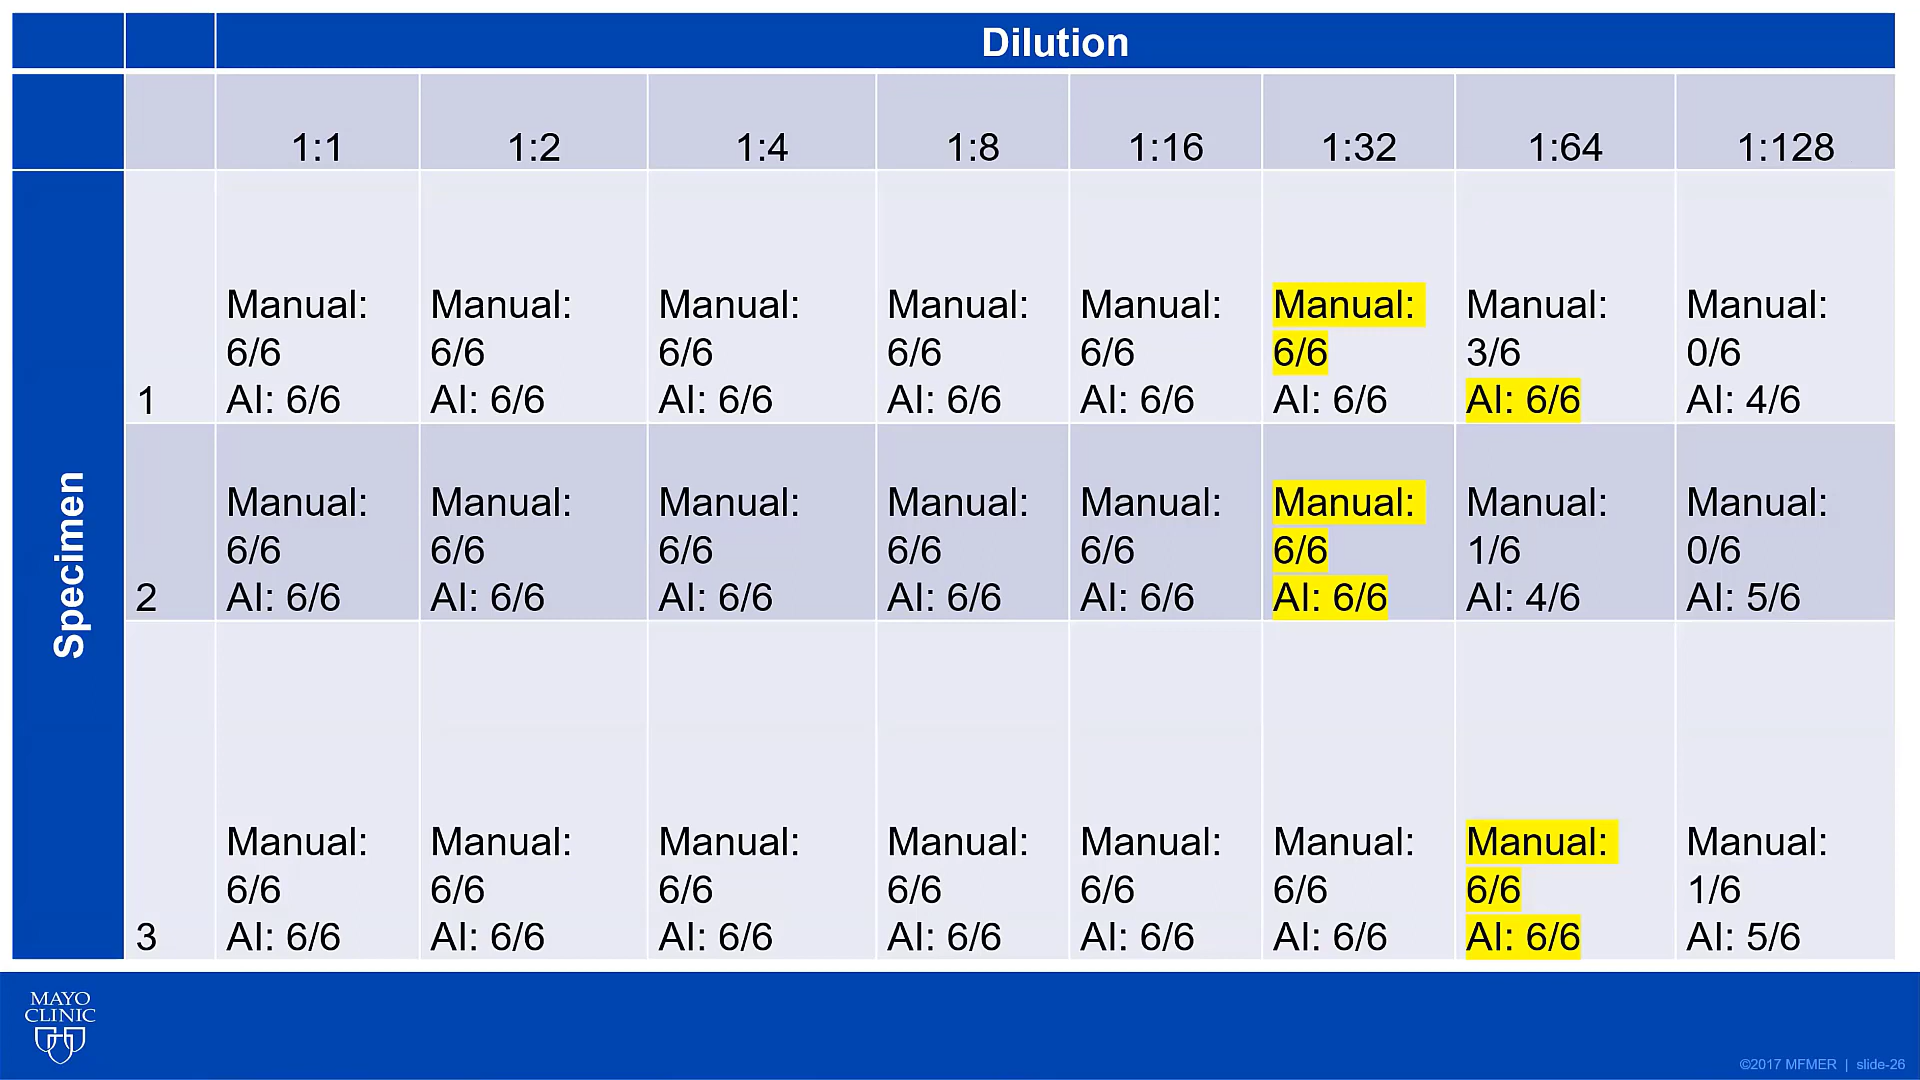 Dilution
1:1 1:2 1:4 1:8 1:16 1:32 1:64 1:128
Specimen
1
Manual: 6/6 AI: 6/6
Manual: 6/6 AI: 6/6
Manual: 6/6 AI: 6/6
Manual: 6/6 AI: 6/6
Manual: 6/6 AI: 6/6
Manual: 6/6 AI: 6/6
Manual: 3/6 AI: 6/6
Manual: 0/6 AI: 4/6
2
Manual: 6/6 AI: 6/6
Manual: 6/6 AI: 6/6
Manual: 6/6 AI: 6/6
Manual: 6/6 AI: 6/6
Manual: 6/6 AI: 6/6
Manual: 6/6 AI: 6/6
Manual: 1/6 AI: 4/6
Manual: 0/6 AI: 5/6
3
Manual: 6/6 AI: 6/6
Manual: 6/6 AI: 6/6
Manual: 6/6 AI: 6/6
Manual: 6/6 AI: 6/6
Manual: 6/6 AI: 6/6
Manual: 6/6 AI: 6/6
Manual: 6/6 AI: 6/6
Manual: 1/6 AI: 5/6
MAYO
CLINIC
©2017 MFMER | slide-26